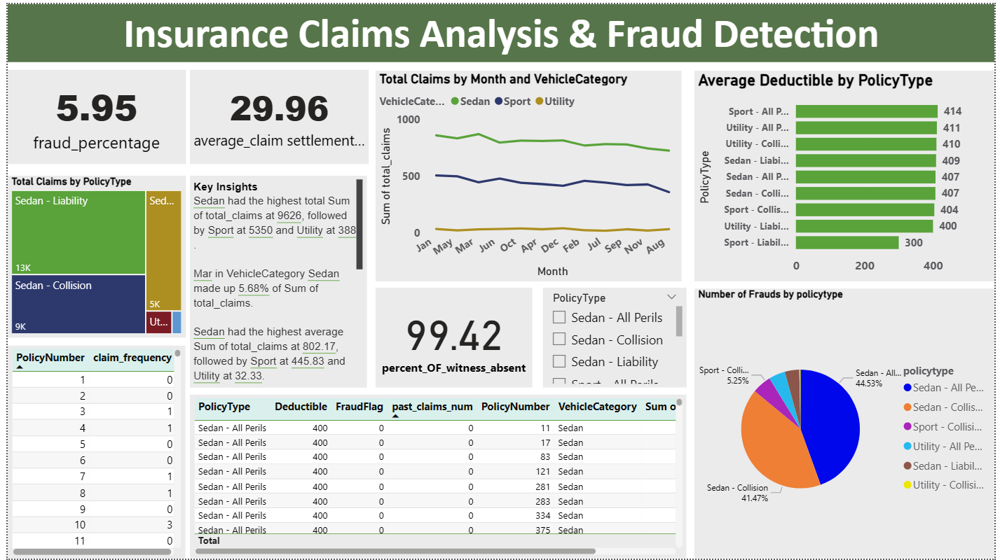 Insurance Claims Analysis & Fraud Detection
5.95
fraud_percentage
29.96
average_claim settlement...
Total Claims by Month and VehicleCategory
VehicleCate... Sedan Sport Utility
Sum of total_claims
1000
500
0
Jan May Mar Jun Oct Apr Dec Feb Jul Sep Nov Aug
Month
Average Deductible by PolicyType
PolicyType
Sport - All P... 414
Utility - All P... 411
Utility - Colli... 410
Sedan - Liabi... 409
Sedan - All P... 407
Sedan - Colli... 407
Sport - Collis... 404
Utility - Liabi... 400
Sport - Liabil... 300
0 200 400
Total Claims by PolicyType
Sedan - Liability
13K
Sedan - Collision
9K
Sed...
5K
Ut...
Key Insights
Sedan had the highest total Sum
of total_claims at 9626, followed
by Sport at 5350 and Utility at 388
.
Mar in VehicleCategory Sedan
made up 5.68% of Sum of
total_claims.
Sedan had the highest average
Sum of total_claims at 802.17,
followed by Sport at 445.83 and
Utility at 32.33.
99.42
percent_OF_witness_absent
PolicyType
Sedan - All Perils
Sedan - Collision
Sedan - Liability
Sport - All Perils
Number of Frauds by policytype
Sport - Colli...
5.25%
Sedan - All...
44.53%
Sedan - Collision
41.47%
policytype
Sedan - All Pe...
Sedan - Collis...
Sport - Collisi...
Utility - All Pe...
Sedan - Liabil...
Utility - Collisi...
PolicyNumber claim_frequency
1 0
2 0
3 1
4 1
5 0
6 0
7 1
8 1
9 0
10 3
11 0
PolicyType Deductible FraudFlag past_claims_num PolicyNumber VehicleCategory Sum o
Sedan - All Perils 400 0 0 11 Sedan
Sedan - All Perils 400 0 0 17 Sedan
Sedan - All Perils 400 0 0 83 Sedan
Sedan - All Perils 400 0 0 121 Sedan
Sedan - All Perils 400 0 0 281 Sedan
Sedan - All Perils 400 0 0 283 Sedan
Sedan - All Perils 400 0 0 334 Sedan
Sedan - All Perils 400 0 0 375 Sedan
Total